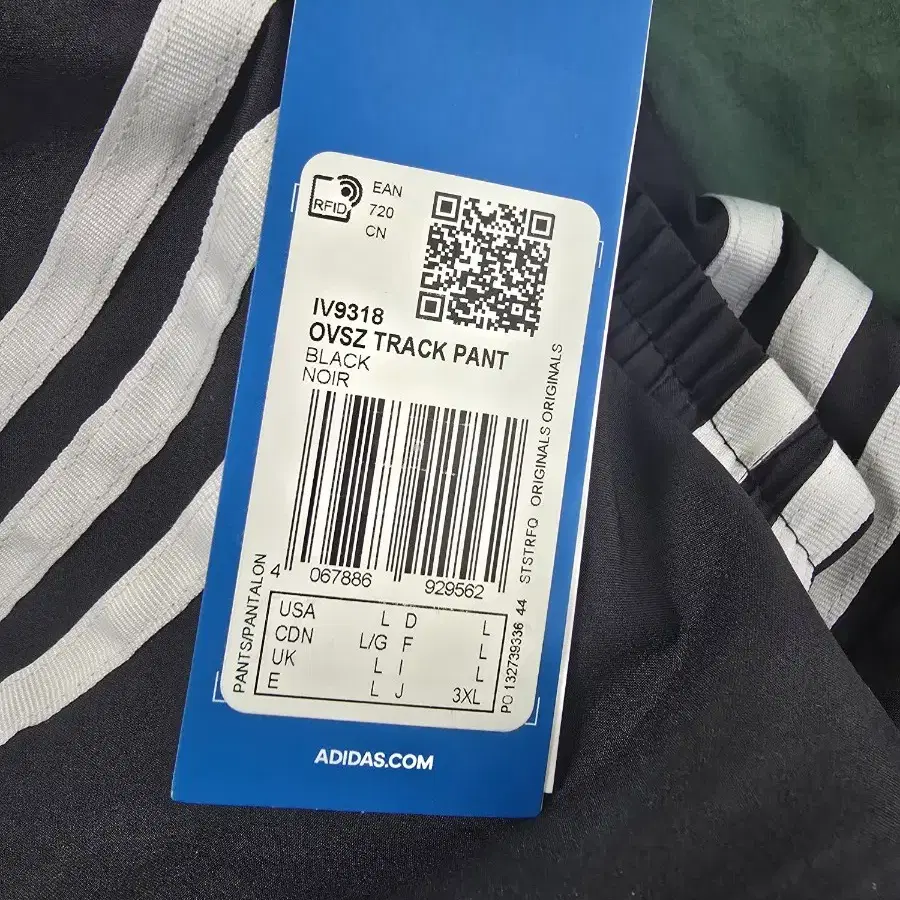 RFID
EAN
720
CN
IV9318
OVSZ TRACK PANT
BLACK
NOIR
4 067886 929562
PANTS/PANTALON
STSTRFQ ORIGINALS ORIGINALS
PO 132739336 44
USA L D L
CDN L/G F L
UK L I L
E L J 3XL
ADIDAS.COM